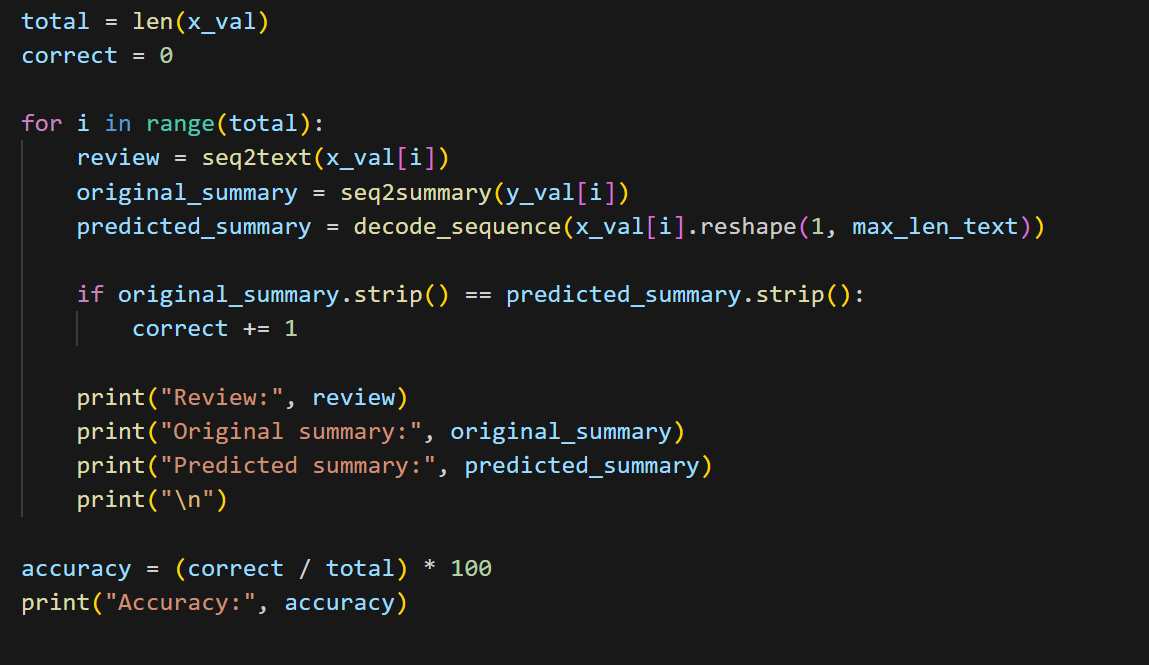 total = len(x_val)
correct = 0
for i in range(total):
    review = seq2text(x_val[i])
    original_summary = seq2summary(y_val[i])
    predicted_summary = decode_sequence(x_val[i].reshape(1, max_len_text))
    if original_summary.strip() == predicted_summary.strip():
        correct += 1
    print("Review:", review)
    print("Original summary:", original_summary)
    print("Predicted summary:", predicted_summary)
    print("\n")
accuracy = (correct / total) * 100
print("Accuracy:", accuracy)